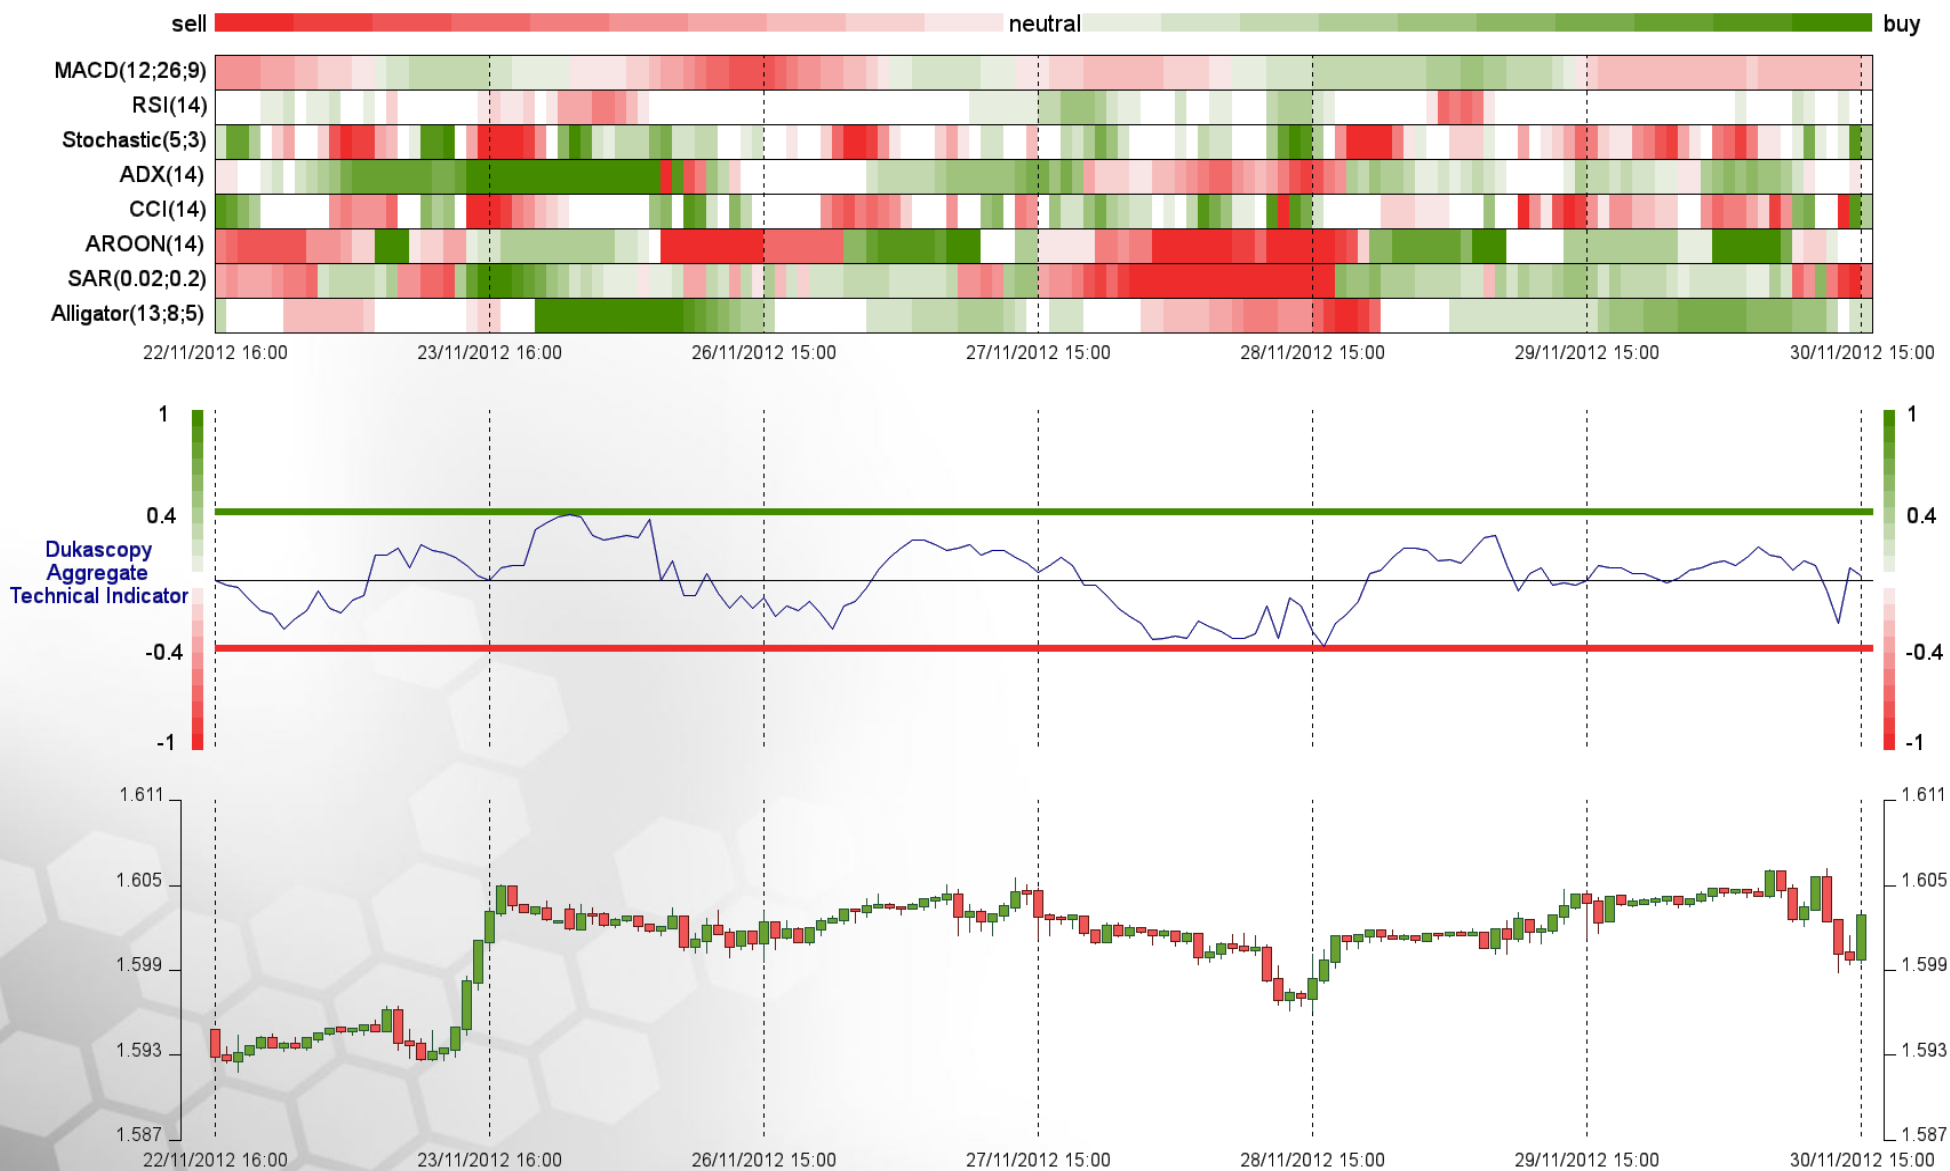 sell neutral buy
MACD(12;26;9)
RSI(14)
Stochastic(5;3)
ADX(14)
CCI(14)
AROON(14)
SAR(0.02;0.2)
Alligator(13;8;5)
22/11/2012 16:00 23/11/2012 16:00 26/11/2012 15:00 27/11/2012 15:00 28/11/2012 15:00 29/11/2012 15:00 30/11/2012 15:00
1 1
0.4 0.4
Dukascopy
Aggregate
Technical Indicator
-0.4 -0.4
-1 -1
1.611 1.611
1.605 1.605
1.599 1.599
1.593 1.593
1.587 1.587
22/11/2012 16:00 23/11/2012 16:00 26/11/2012 15:00 27/11/2012 15:00 28/11/2012 15:00 29/11/2012 15:00 30/11/2012 15:00